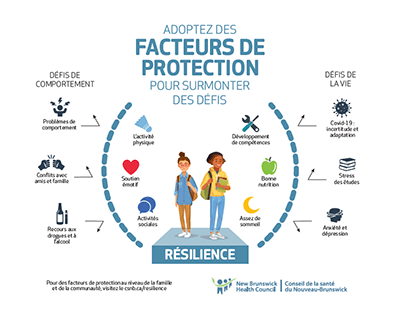 ADOPTEZ DES
FACTEURS DE
PROTECTION
POUR SURMONTER
DES DÉFIS
DÉFIS DE
COMPORTEMENT
Problèmes de
comportement
Conflits avec
amis et famille
Recours aux
drogues et à
l'alcool
L'activité
physique
Soutien
émotif
Activités
sociales
Développement
de compétences
Bonne
nutrition
Assez de
sommeil
DÉFIS DE
LA VIE
Covid-19 :
incertitude et
adaptation
Stress
des études
Anxiété et
dépression
RÉSILIENCE
Pour des facteurs de protection au niveau de la famille
et de la communauté, visitez le csnb.ca/resilience
New Brunswick
Health Council
Conseil de la santé
du Nouveau-Brunswick